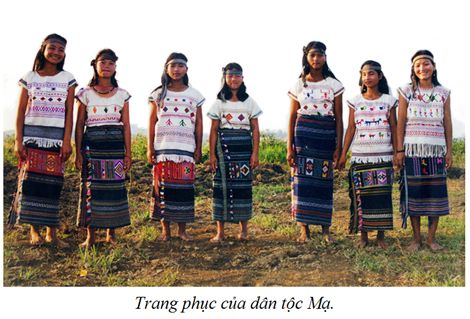 Trang phục của dân tộc Mạ.